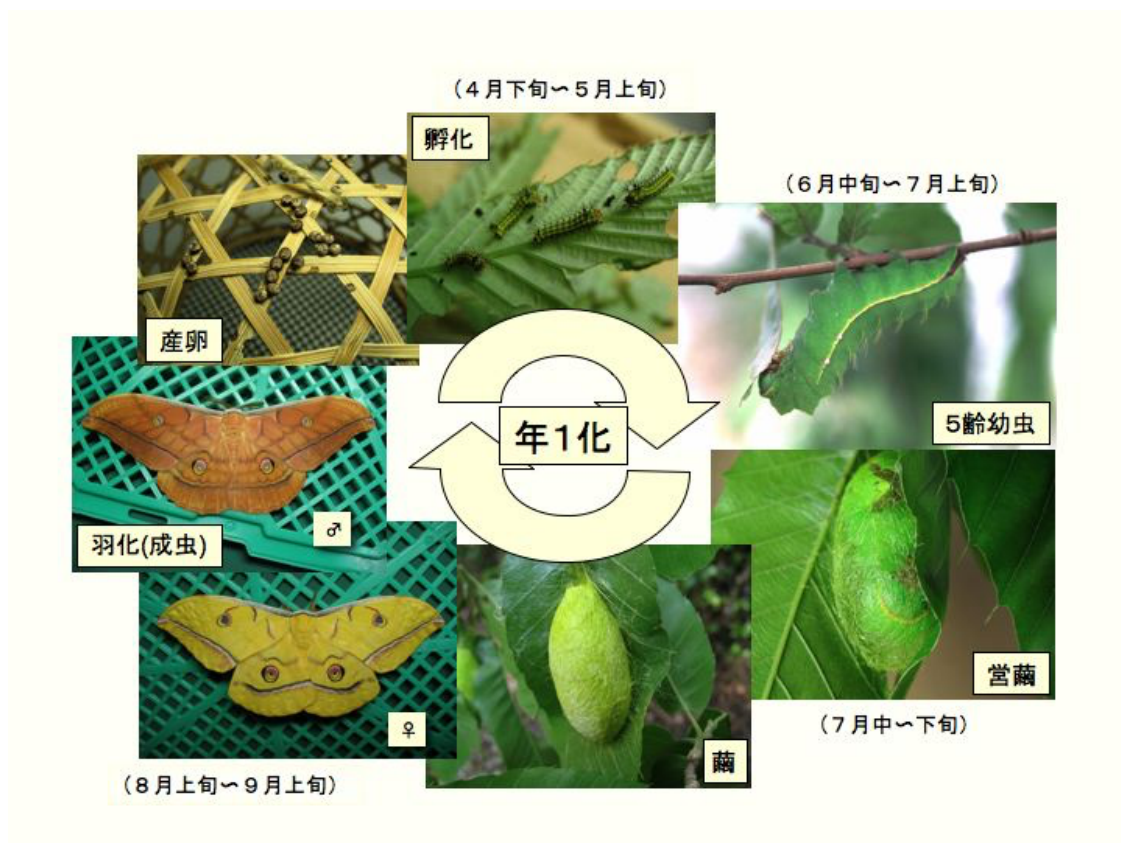 （４月下旬～５月上旬）
孵化
（６月中旬～７月上旬）
産卵
5齢幼虫
年１化
♂
羽化(成虫)
営繭
（７月中～下旬）
♀
繭
（８月上旬～９月上旬）